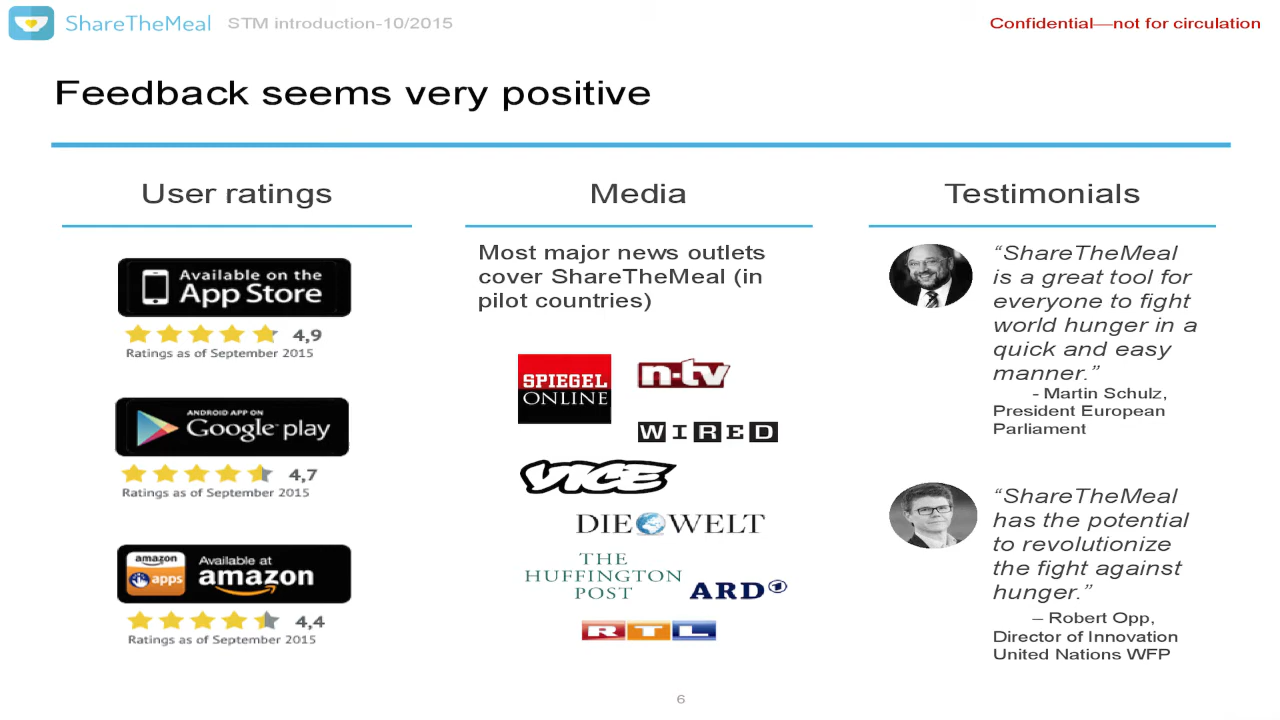 ShareTheMeal STM introduction-10/2015
Confidential—not for circulation
Feedback seems very positive
User ratings
Available on the
App Store
4,9
Ratings as of September 2015
ANDROID APP ON
Google play
4,7
Ratings as of September 2015
amazon
apps
Available at
amazon
4,4
Ratings as of September 2015
Media
Most major news outlets
cover ShareTheMeal (in
pilot countries)
SPIEGEL
ONLINE
n-tv
WIRED
VICE
DIE WELT
THE
HUFFINGTON
POST
ARD
RTL
Testimonials
“ShareTheMeal
is a great tool for
everyone to fight
world hunger in a
quick and easy
manner.”
- Martin Schulz,
President European
Parliament
“ShareTheMeal
has the potential
to revolutionize
the fight against
hunger.”
– Robert Opp,
Director of Innovation
United Nations WFP
6